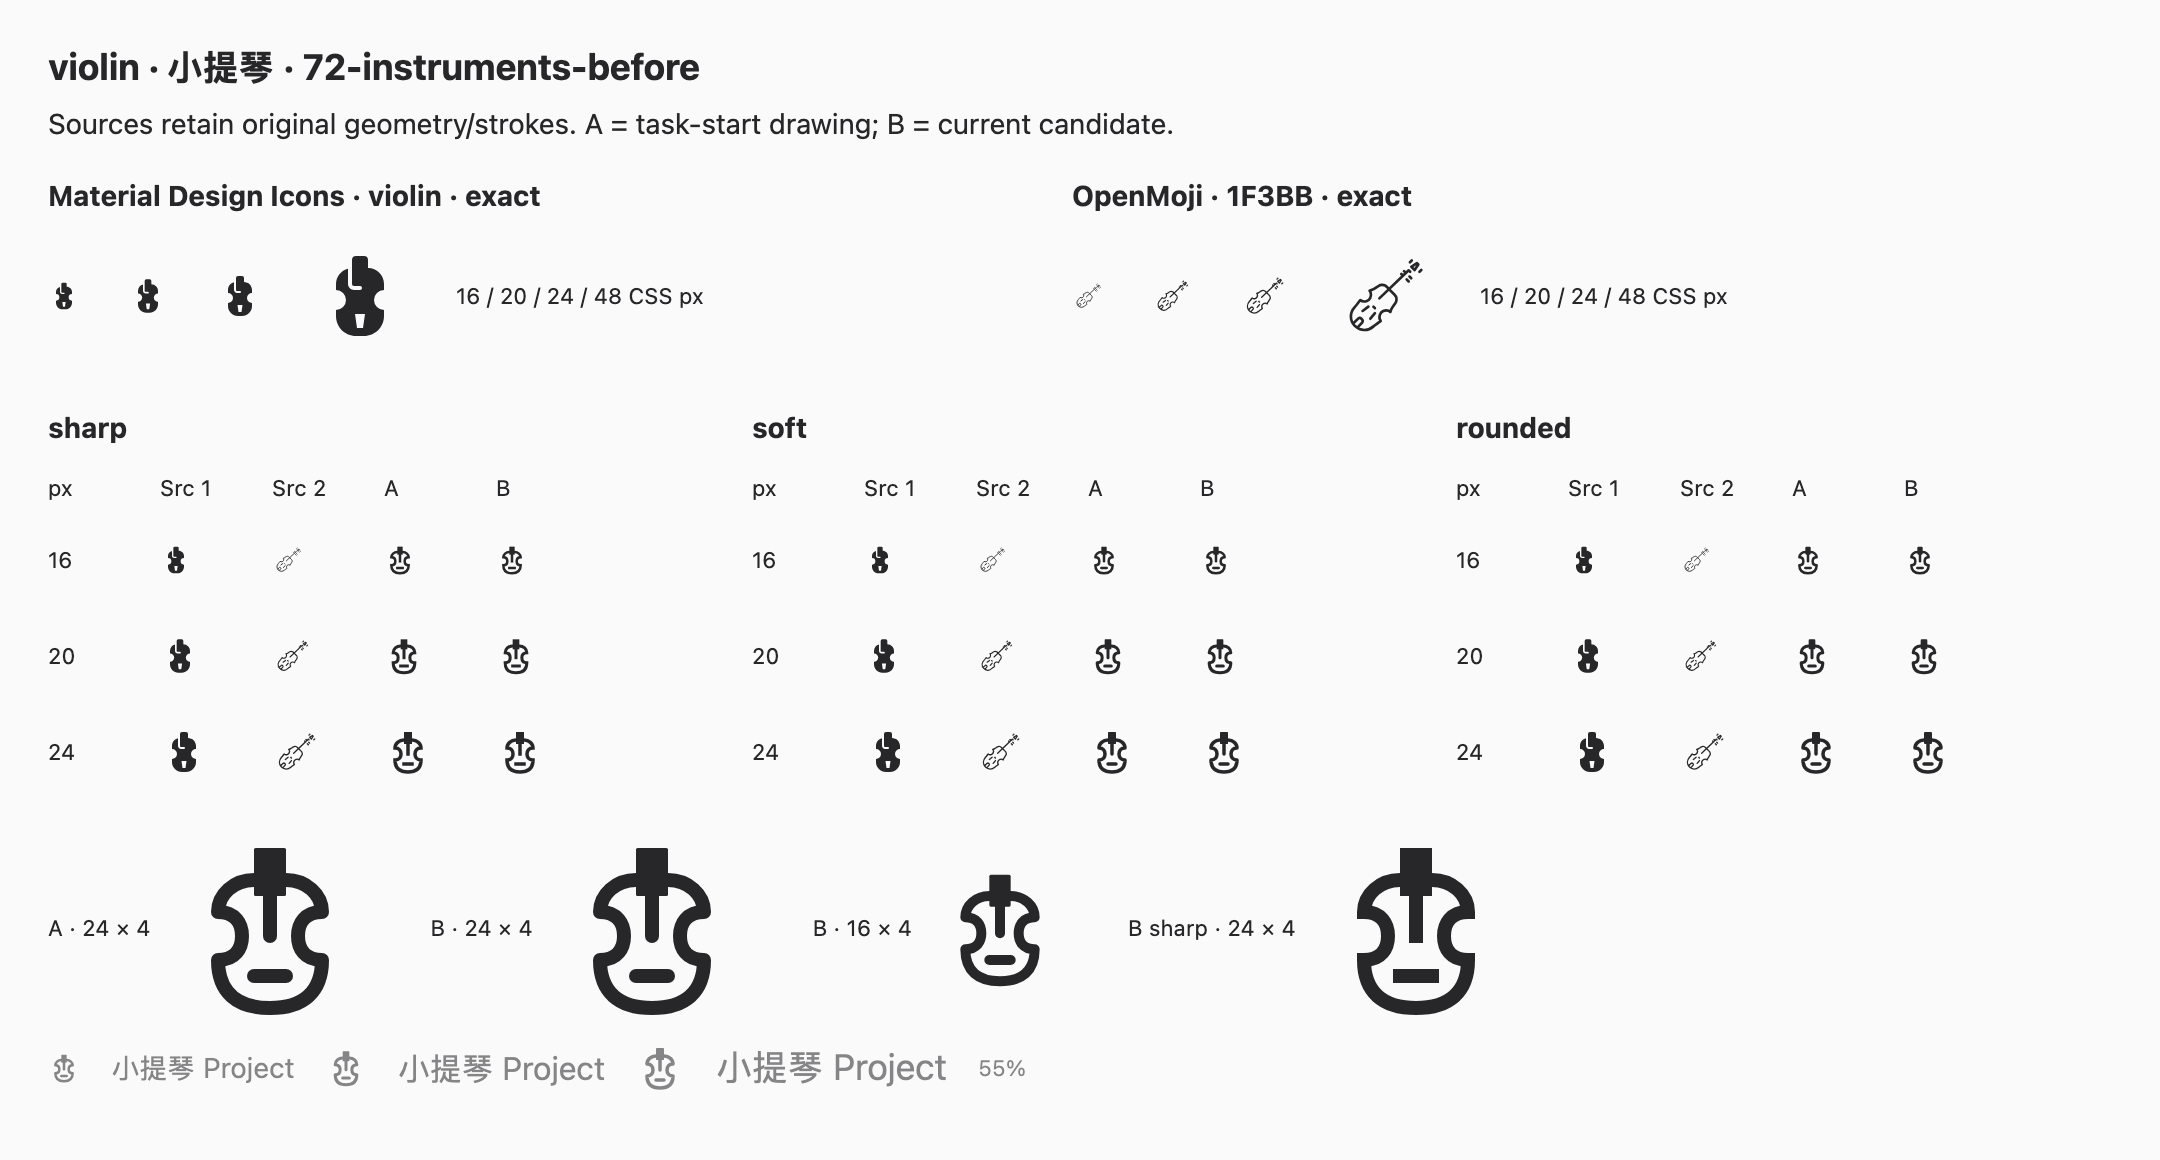 violin · 小提琴 · 72-instruments-before
Sources retain original geometry/strokes. A = task-start drawing; B = current candidate.
Material Design Icons · violin · exact
OpenMoji · 1F3BB · exact
16 / 20 / 24 / 48 CSS px
16 / 20 / 24 / 48 CSS px
sharp
soft
rounded
px Src 1 Src 2 A B
px Src 1 Src 2 A B
px Src 1 Src 2 A B
16
16
16
20
20
20
24
24
24
A · 24 × 4
B · 24 × 4
B · 16 × 4
B sharp · 24 × 4
小提琴 Project
小提琴 Project
小提琴 Project
55%